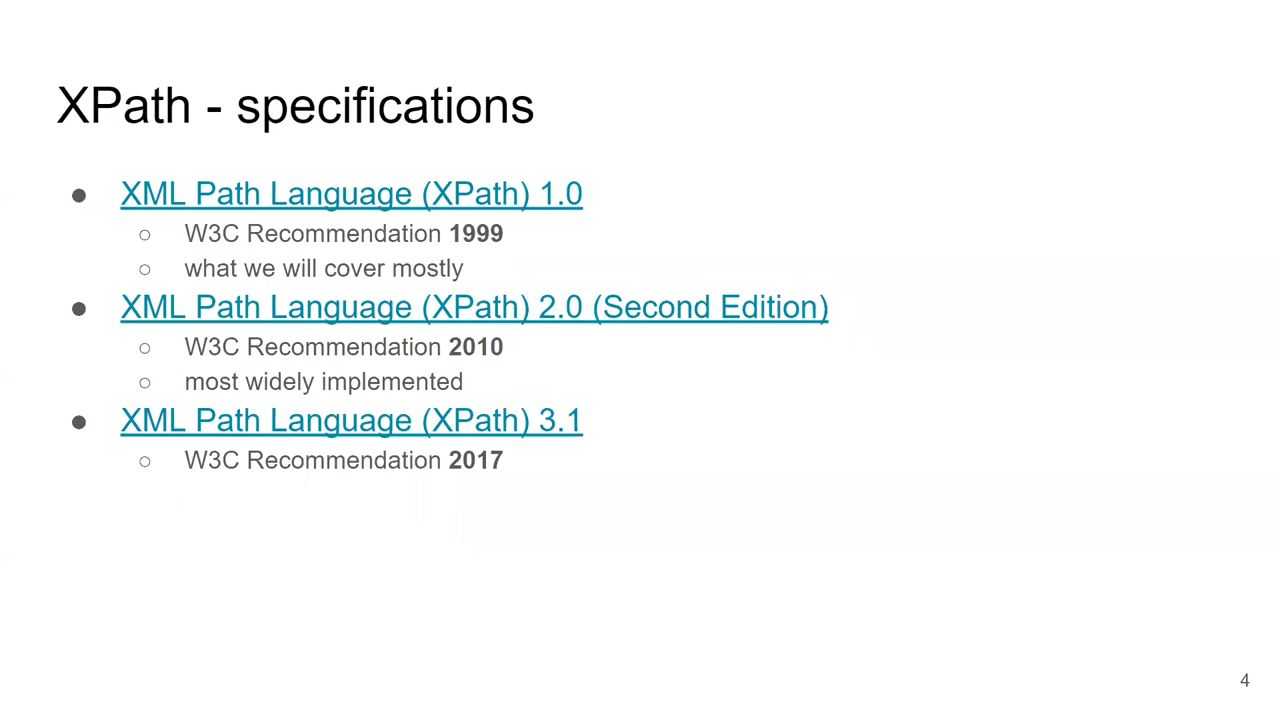 XPath - specifications
● XML Path Language (XPath) 1.0
○ W3C Recommendation 1999
○ what we will cover mostly
● XML Path Language (XPath) 2.0 (Second Edition)
○ W3C Recommendation 2010
○ most widely implemented
● XML Path Language (XPath) 3.1
○ W3C Recommendation 2017
4